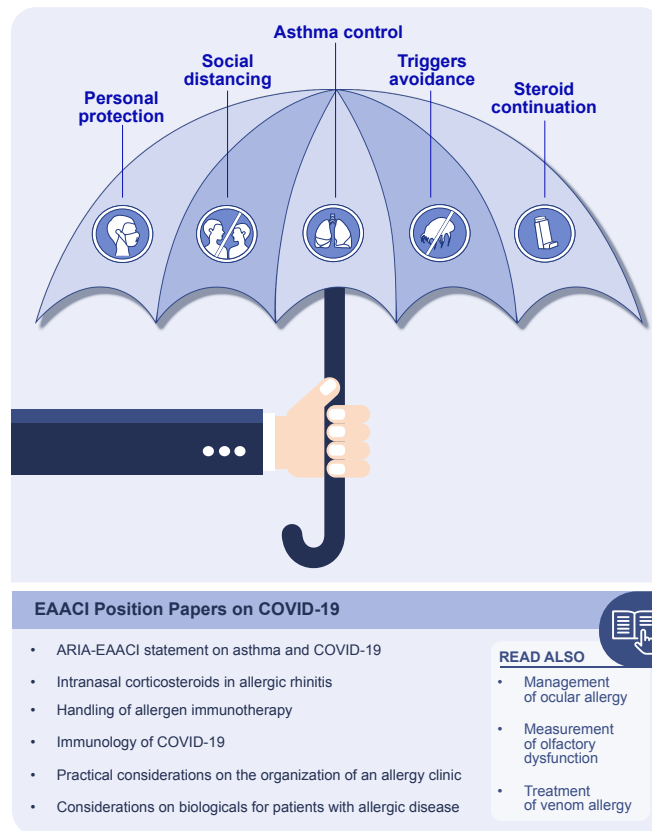 Asthma control
Social
distancing
Triggers
avoidance
Personal
protection
Steroid
continuation
EAACI Position Papers on COVID-19
• ARIA-EAACI statement on asthma and COVID-19
• Intranasal corticosteroids in allergic rhinitis
• Handling of allergen immunotherapy
• Immunology of COVID-19
• Practical considerations on the organization of an allergy clinic
• Considerations on biologicals for patients with allergic disease
READ ALSO
• Management
of ocular allergy
• Measurement
of olfactory
dysfunction
• Treatment
of venom allergy